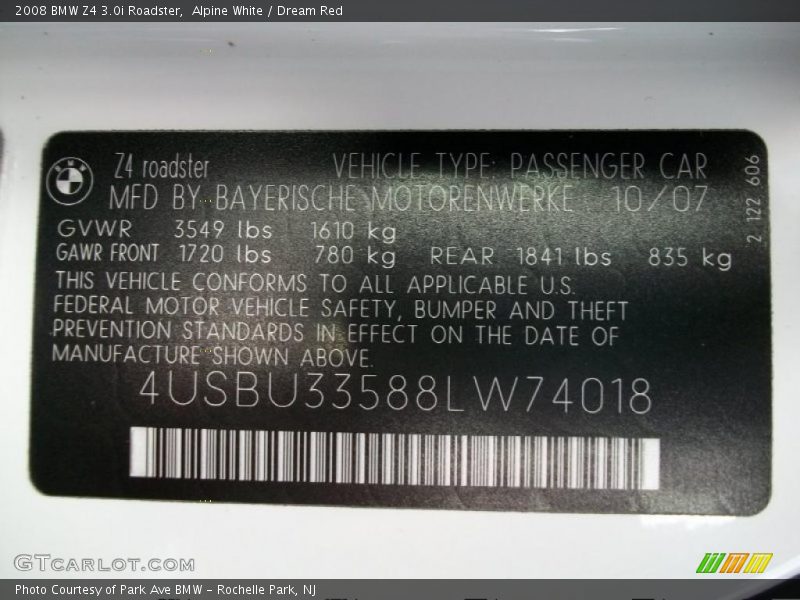 2008 BMW Z4 3.0i Roadster,  Alpine White / Dream Red
Z4 roadster VEHICLE TYPE: PASSENGER CAR
MFD BY BAYERISCHE MOTORENWERKE 10/07
GVWR 3549 lbs 1610 kg
GAWR FRONT 1720 lbs 780 kg REAR 1841 lbs 835 kg
THIS VEHICLE CONFORMS TO ALL APPLICABLE U.S.
FEDERAL MOTOR VEHICLE SAFETY, BUMPER AND THEFT
PREVENTION STANDARDS IN EFFECT ON THE DATE OF
MANUFACTURE SHOWN ABOVE.
4USBU33588LW74018
2 122 606
GTCarLot.com
Photo Courtesy of Park Ave BMW - Rochelle Park, NJ